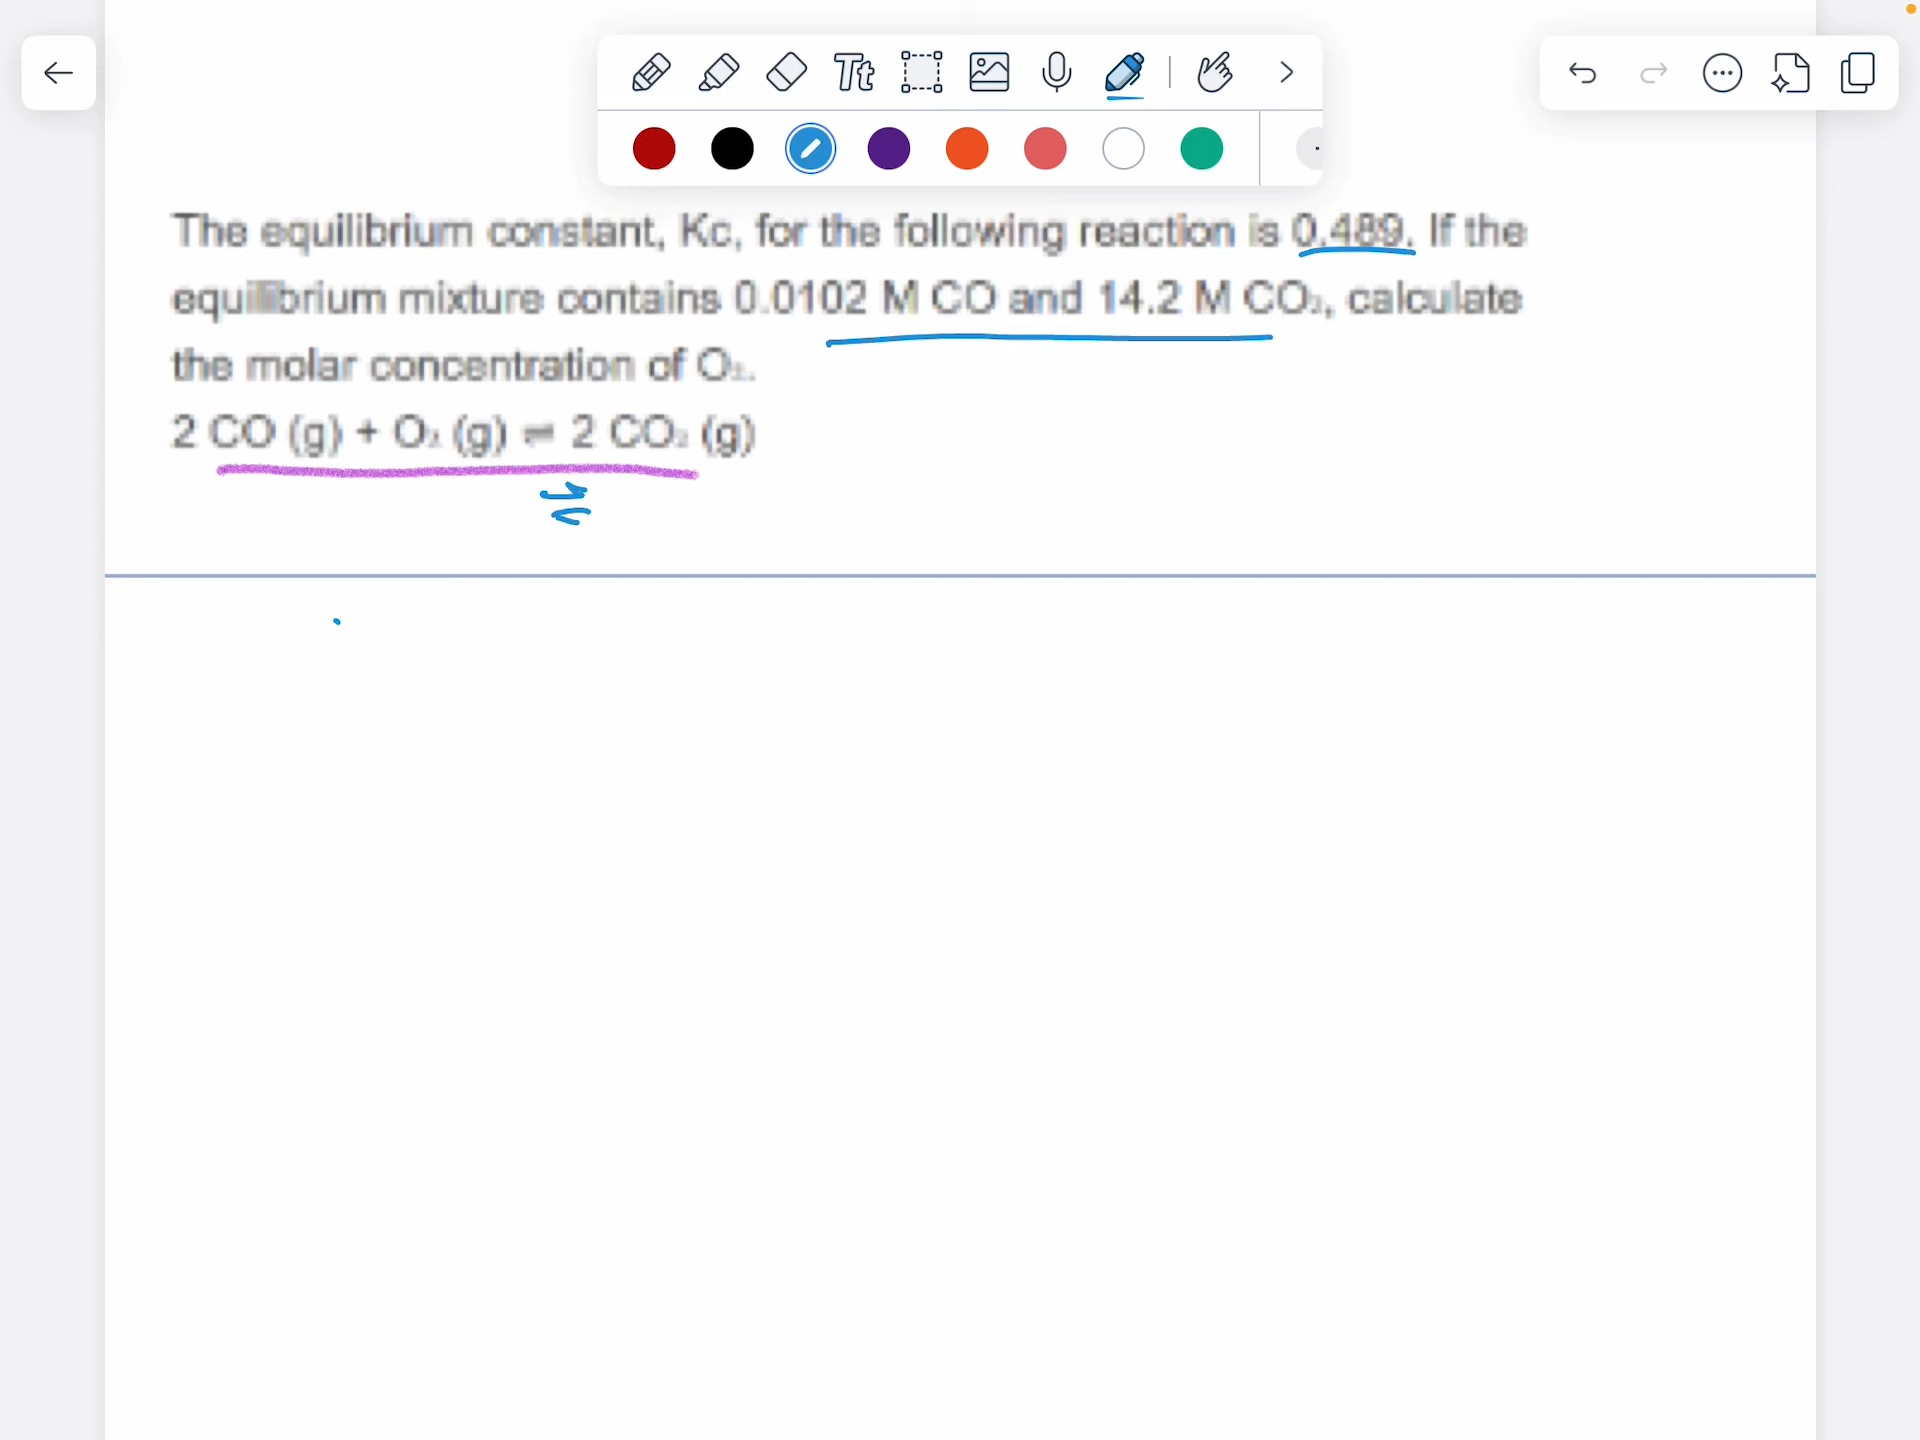 Tt
The equilibrium constant, Kc, for the following reaction is 0.489. If the
equilibrium mixture contains 0.0102 M CO and 14.2 M CO₂, calculate
the molar concentration of O₂.
2 CO (g) + O₂ (g) ⇌ 2 CO₂ (g)
⇌